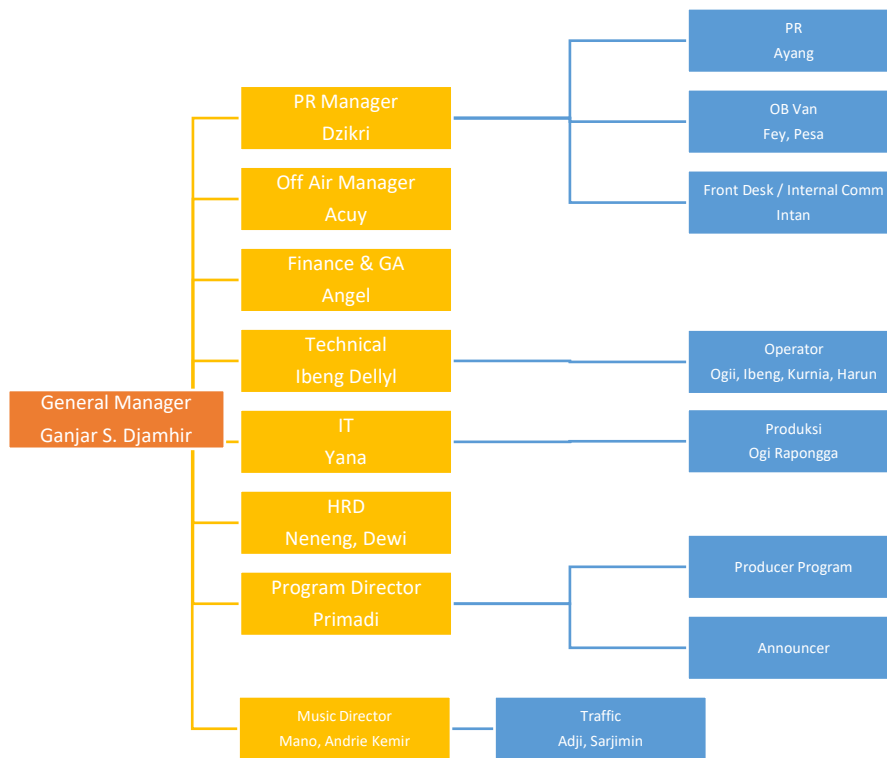 General Manager
Ganjar S. Djamhir
PR Manager
Dzikri
PR
Ayang
OB Van
Fey, Pesa
Front Desk / Internal Comm
Intan
Off Air Manager
Acuy
Finance & GA
Angel
Technical
Ibeng Dellyl
Operator
Ogii, Ibeng, Kurnia, Harun
IT
Yana
Produksi
Ogi Rapongga
HRD
Neneng, Dewi
Program Director
Primadi
Producer Program
Announcer
Music Director
Mano, Andrie Kemir
Traffic
Adji, Sarjimin